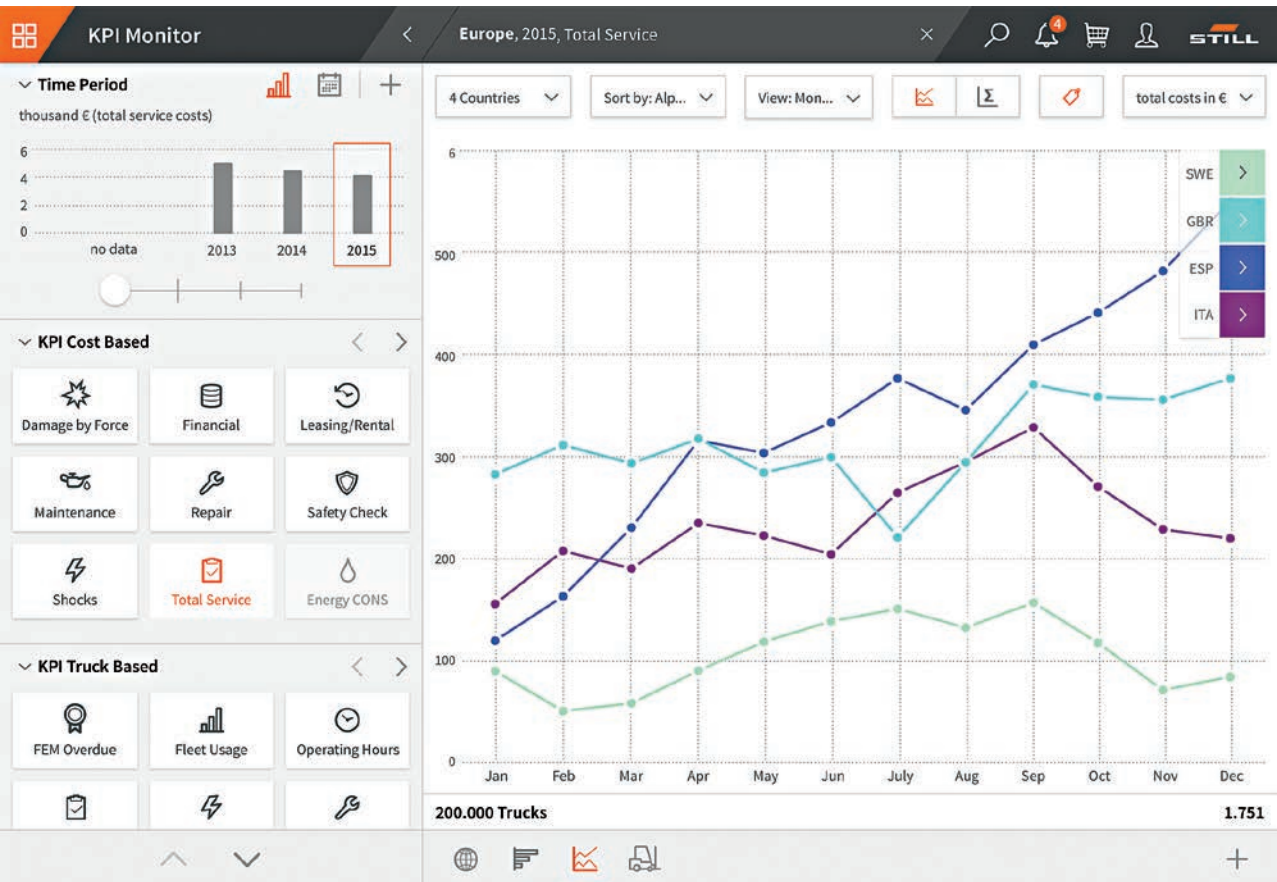 KPI Monitor
Europe, 2015, Total Service
4
STILL
Time Period
thousand € (total service costs)
6
4
2
0
no data 2013 2014 2015
KPI Cost Based
Damage by Force Financial Leasing/Rental
Maintenance Repair Safety Check
Shocks Total Service Energy CONS
KPI Truck Based
FEM Overdue Fleet Usage Operating Hours
4 Countries Sort by: Alp... View: Mon... Σ total costs in €
6
500
400
300
200
100
0
SWE
GBR
ESP
ITA
Jan Feb Mar Apr May Jun July Aug Sep Oct Nov Dec
200.000 Trucks 1.751